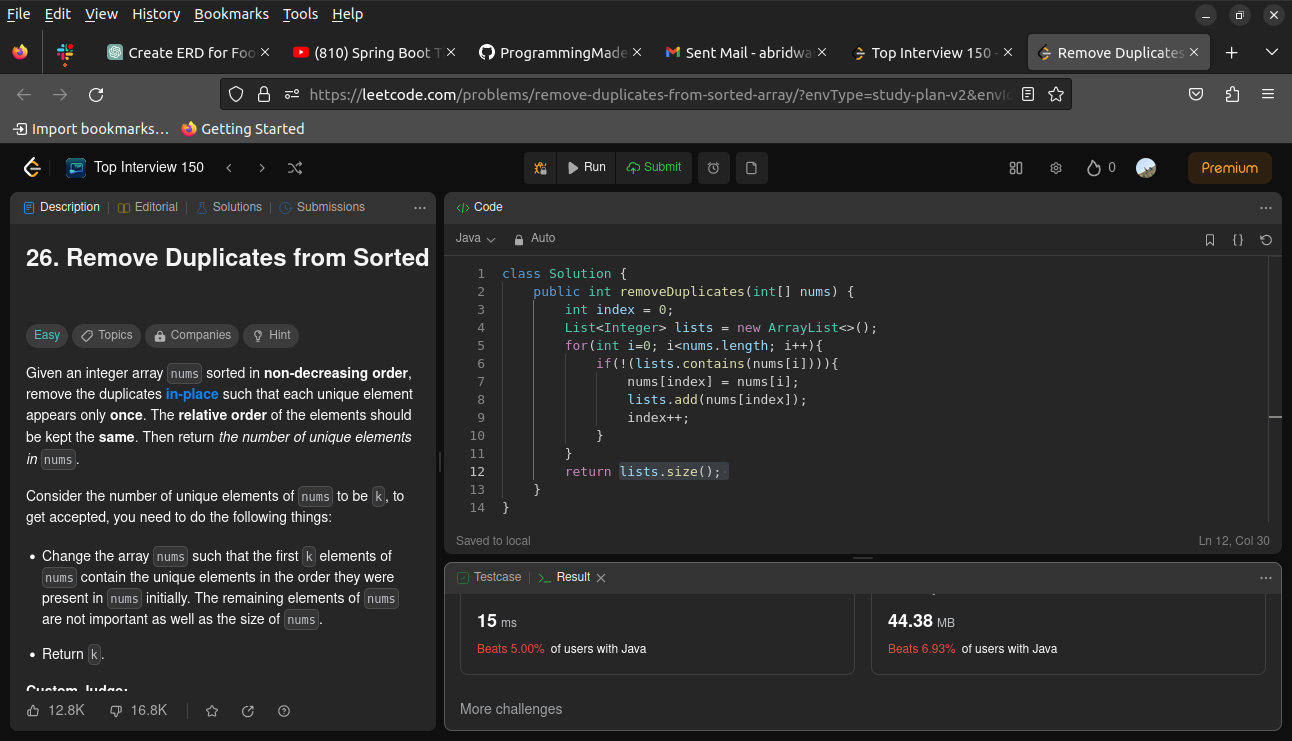 File Edit View History Bookmarks Tools Help
Create ERD for Foo
(810) Spring Boot T
ProgrammingMade
Sent Mail - abridwa
Top Interview 150 -
Remove Duplicates
https://leetcode.com/problems/remove-duplicates-from-sorted-array/?envType=study-plan-v2&envId
Import bookmarks... Getting Started
Top Interview 150
Run Submit
0
Premium
Description | Editorial | Solutions | Submissions
26. Remove Duplicates from Sorted
Easy Topics Companies Hint
Given an integer array nums sorted in non-decreasing order,
remove the duplicates in-place such that each unique element
appears only once. The relative order of the elements should
be kept the same. Then return the number of unique elements
in nums.
Consider the number of unique elements of nums to be k, to
get accepted, you need to do the following things:
• Change the array nums such that the first k elements of
nums contain the unique elements in the order they were
present in nums initially. The remaining elements of nums
are not important as well as the size of nums.
• Return k.
Custom Judge:
12.8K 16.8K
</> Code
Java Auto
1 class Solution {
2 public int removeDuplicates(int[] nums) {
3 int index = 0;
4 List<Integer> lists = new ArrayList<>();
5 for(int i=0; i<nums.length; i++){
6 if(!(lists.contains(nums[i]))){
7 nums[index] = nums[i];
8 lists.add(nums[index]);
9 index++;
10 }
11 }
12 return lists.size();
13 }
14 }
Saved to local
Ln 12, Col 30
Testcase | >_ Result
15 ms
Beats 5.00% of users with Java
44.38 MB
Beats 6.93% of users with Java
More challenges